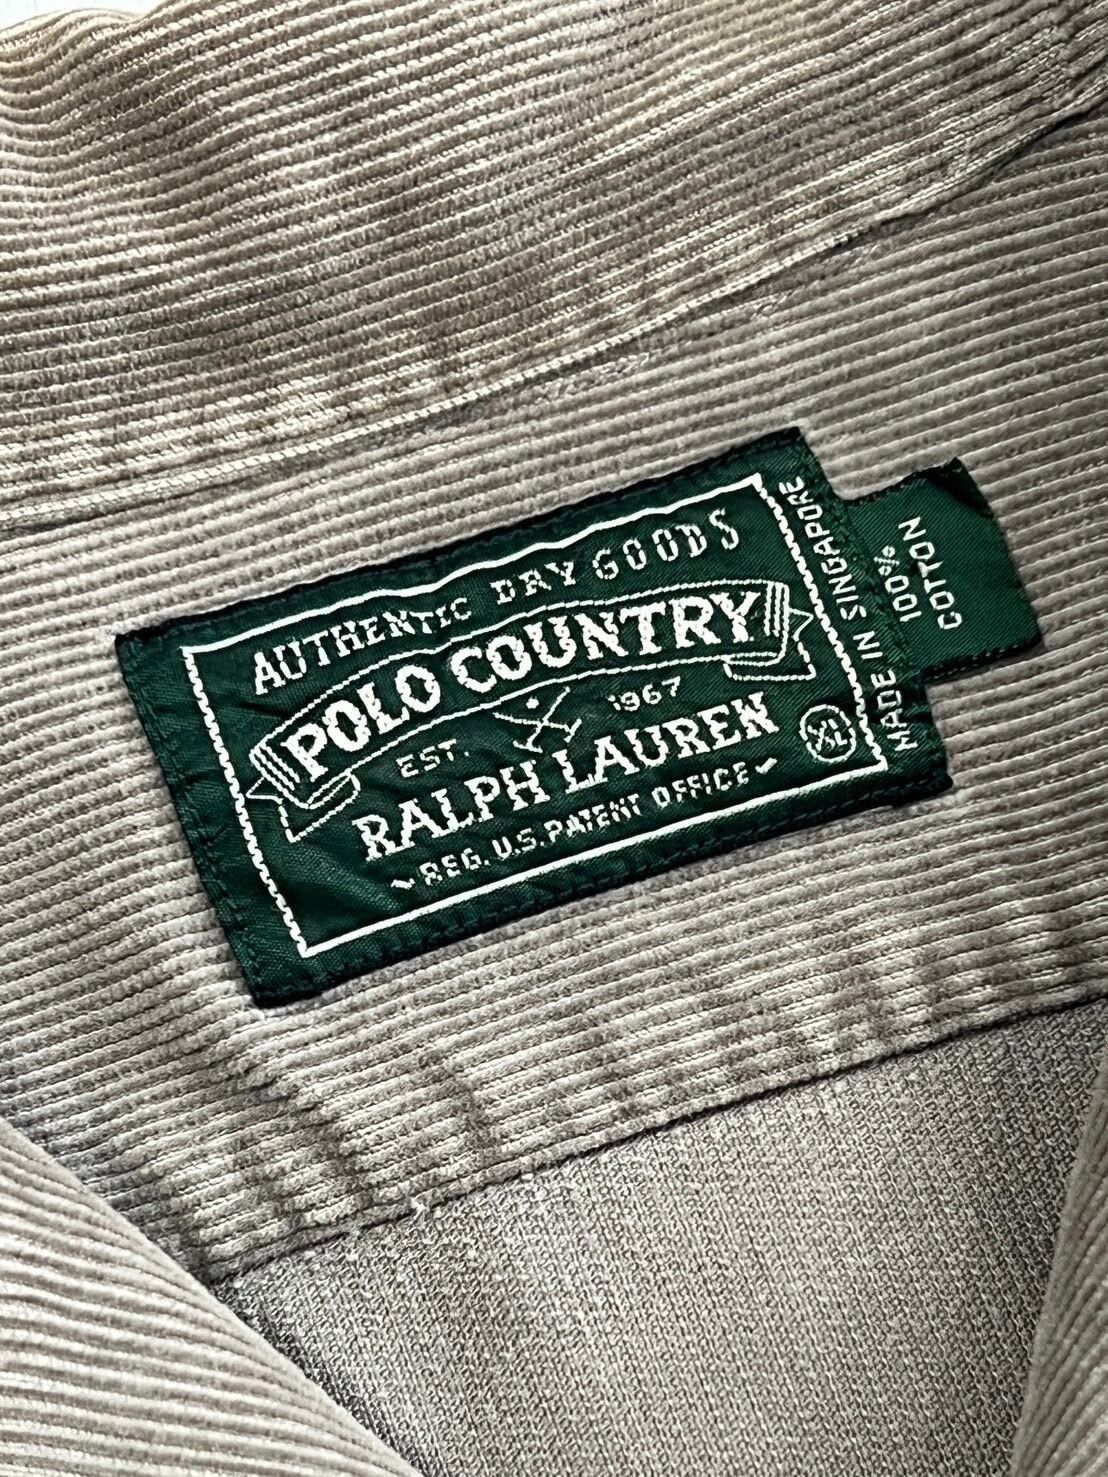 AUTHENTIC DRY GOODS
POLO COUNTRY
EST. 1967
RALPH LAUREN
REG. U.S. PATENT OFFICE
XL
MADE IN SINGAPORE
100%
COTTON